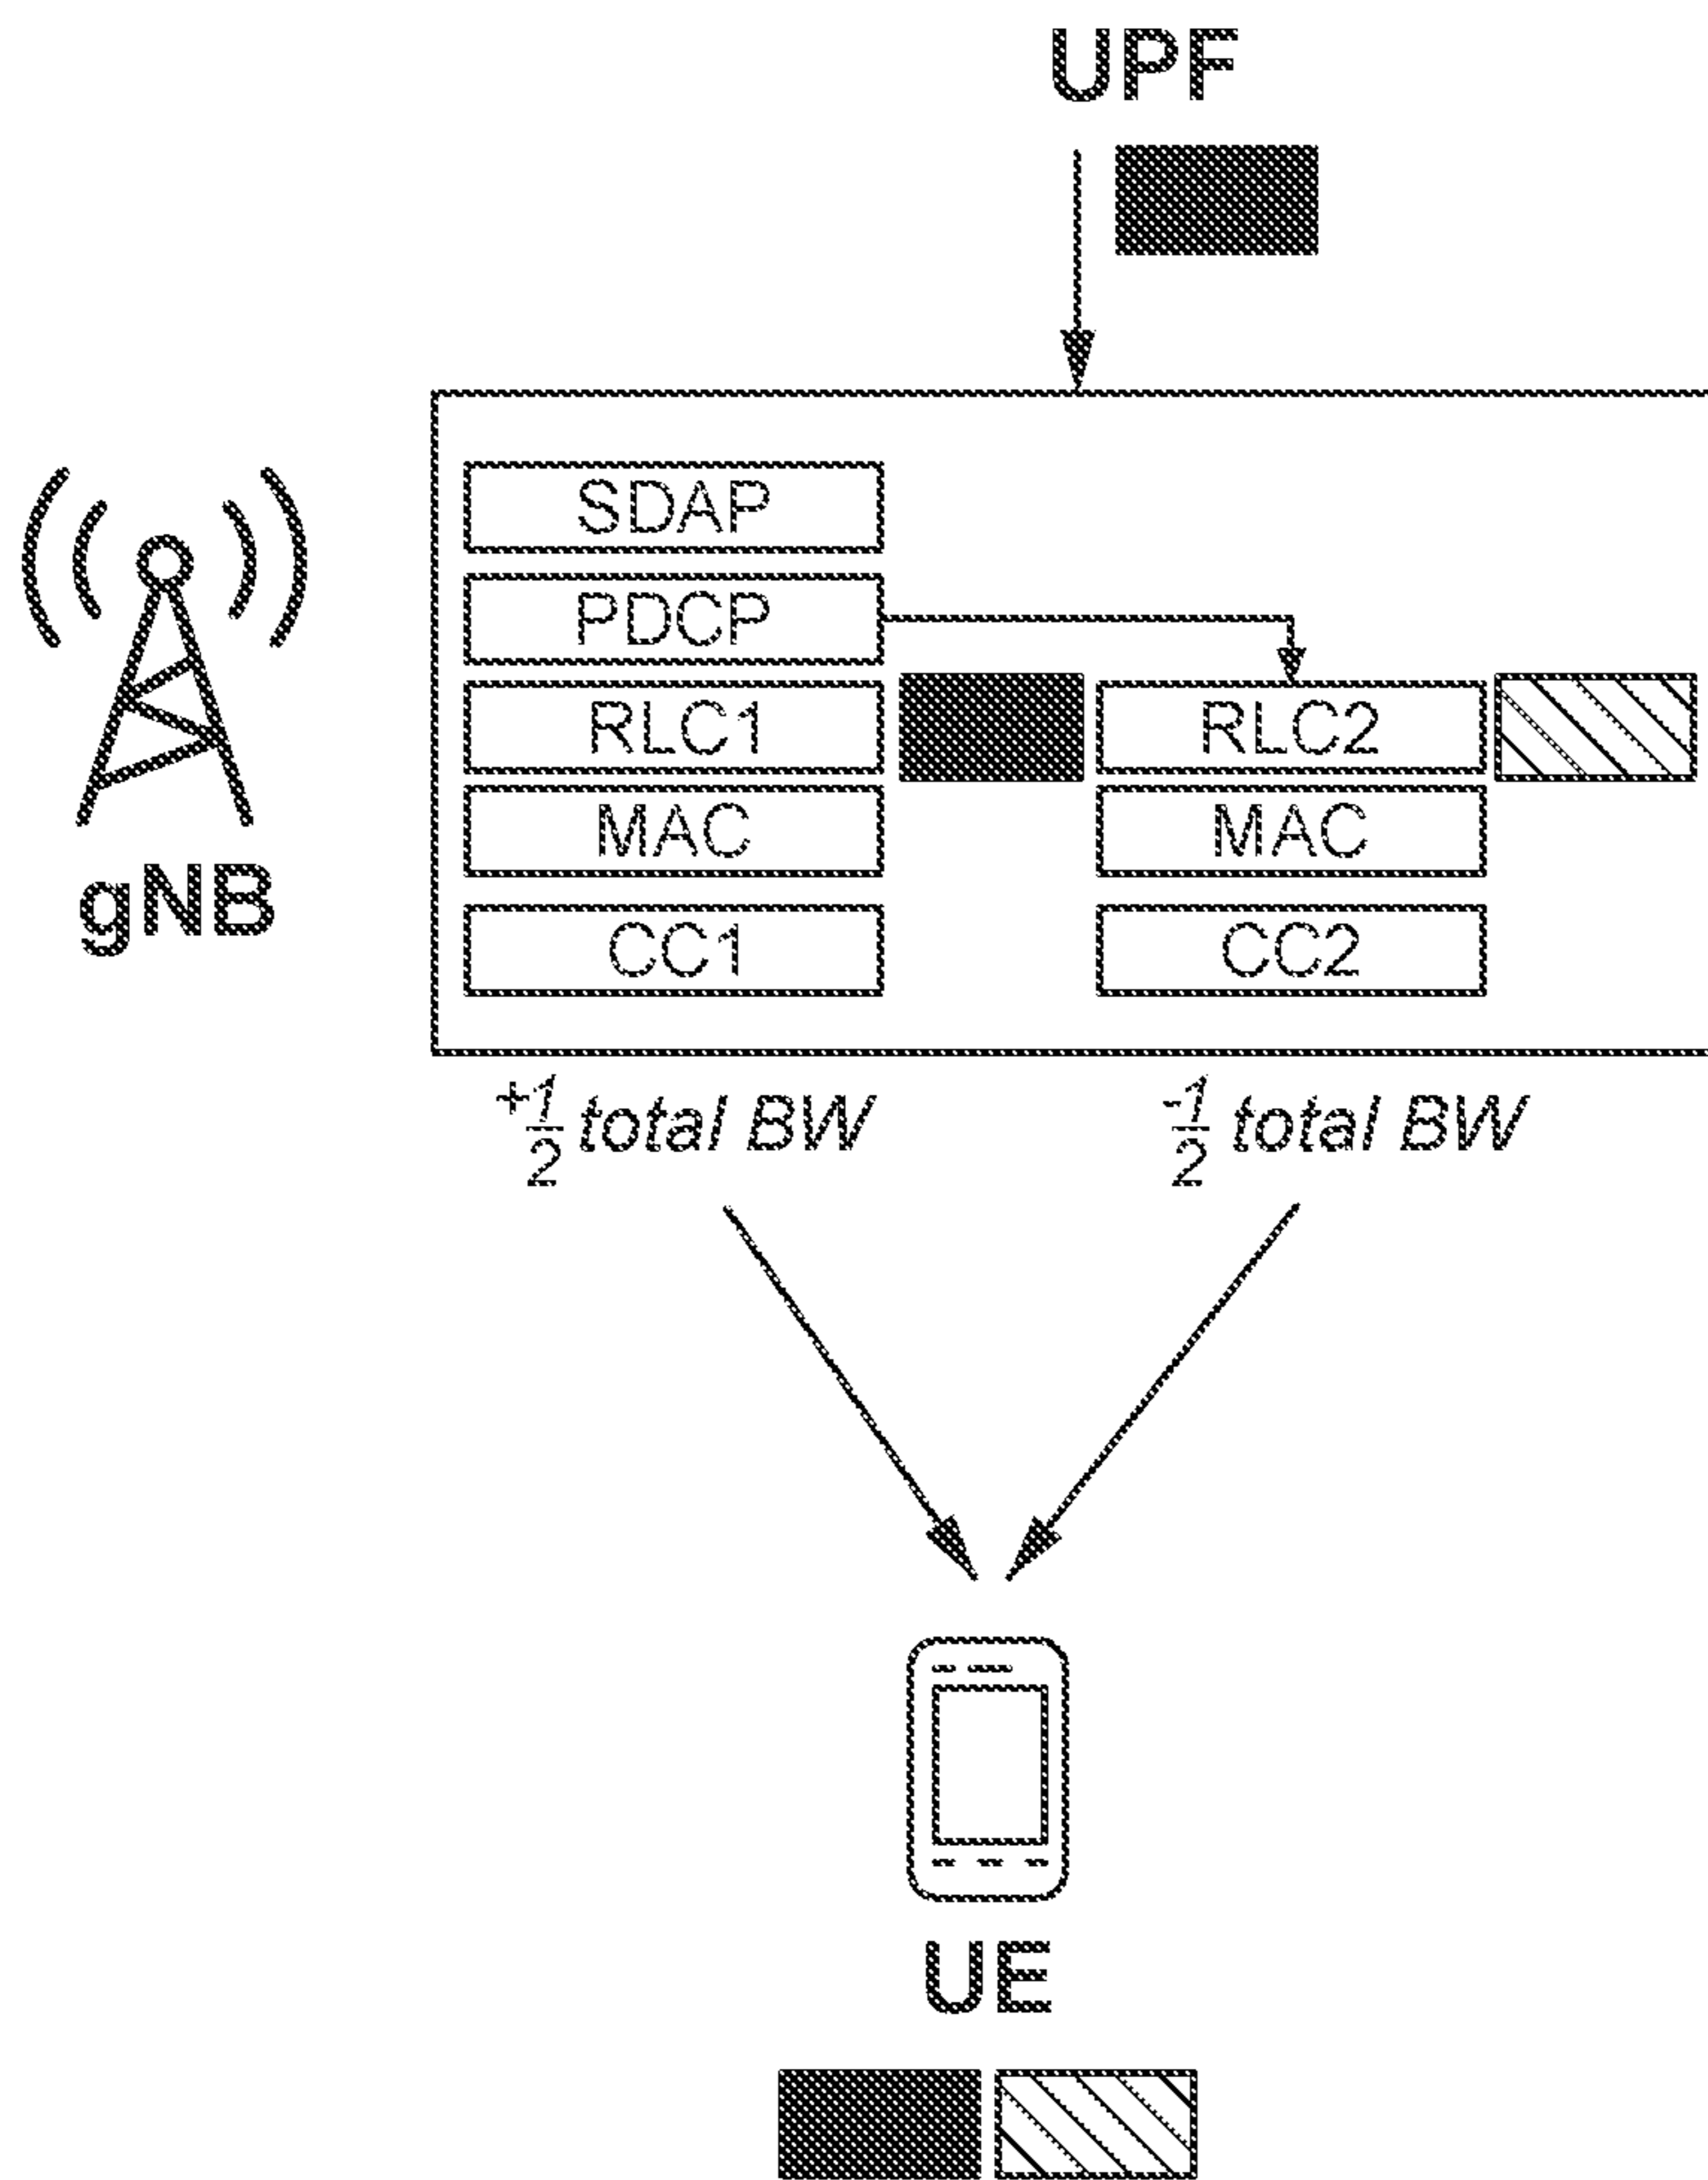 UPF
SDAP
PDCP
RLC1 RLC2
MAC MAC
gNB
CC1 CC2
+1/2 total BW -1/2 total BW
UE